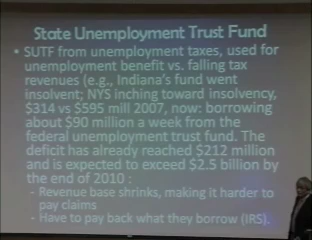 State Unemployment Trust Fund
• SUTF from unemployment taxes, used for
unemployment benefit vs. falling tax
revenues (e.g., Indiana's fund went
insolvent; NYS inching toward insolvency,
$314 vs $595 mill 2007, now: borrowing
about $90 million a week from the
federal unemployment trust fund. The
deficit has already reached $212 million
and is expected to exceed $2.5 billion by
the end of 2010 :
- Revenue base shrinks, making it harder to
pay claims
- Have to pay back what they borrow (IRS).